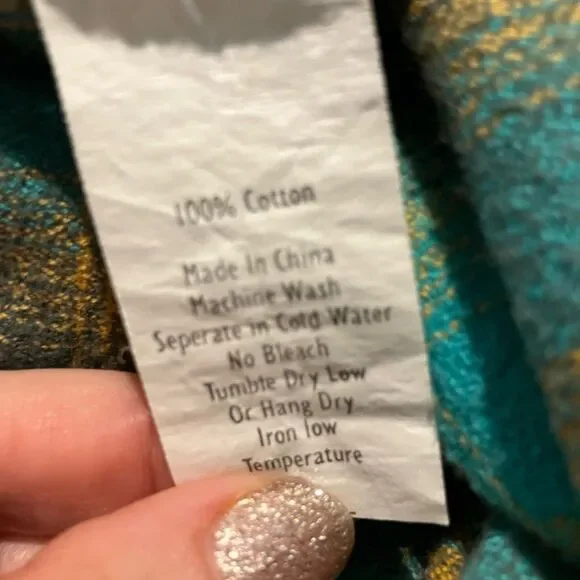 100% Cotton
Made In China
Machine Wash
Seperate in Cold Water
No Bleach
Tumble Dry Low
Or Hang Dry
Iron low
Temperature